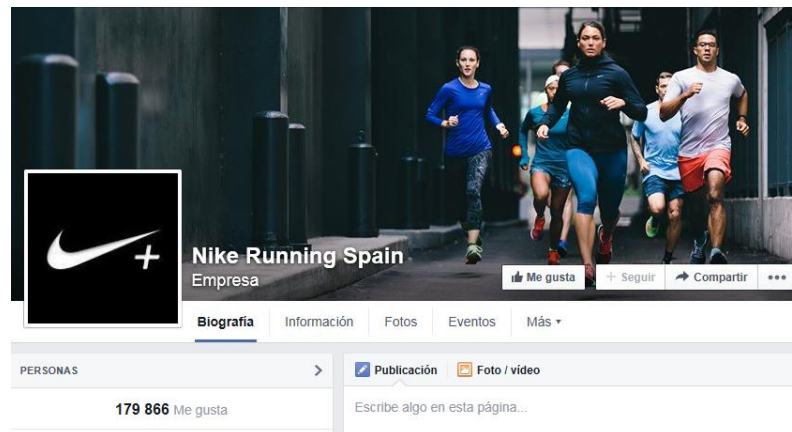 Nike Running Spain
Empresa
Me gusta
Seguir
Compartir
Biografía
Información
Fotos
Eventos
Más
PERSONAS
179 866 Me gusta
Publicación
Foto / vídeo
Escribe algo en esta página...